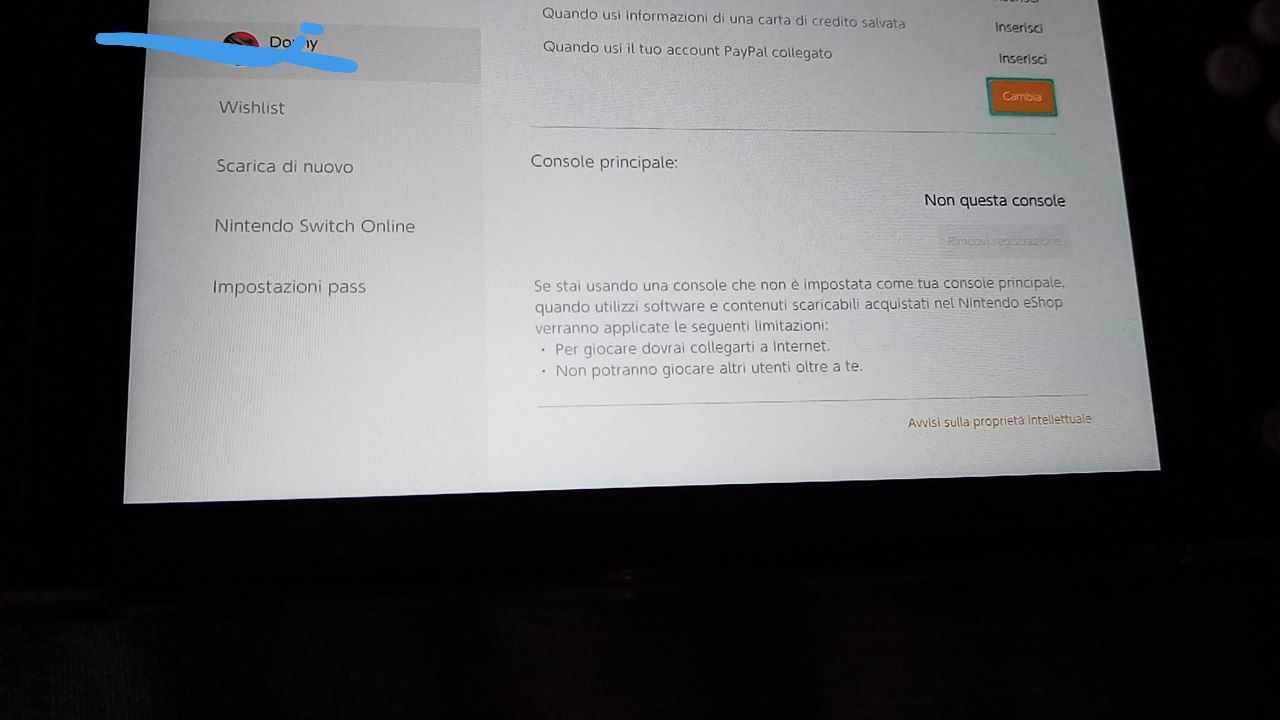 Quando usi informazioni di una carta di credito salvata
Inserisci
Quando usi il tuo account PayPal collegato
Inserisci
Cambia
Wishlist
Scarica di nuovo
Nintendo Switch Online
Impostazioni pass
Console principale:
Non questa console
Rimuovi registrazione
Se stai usando una console che non è impostata come tua console principale,
quando utilizzi software e contenuti scaricabili acquistati nel Nintendo eShop
verranno applicate le seguenti limitazioni:
· Per giocare dovrai collegarti a Internet.
· Non potranno giocare altri utenti oltre a te.
Avvisi sulla proprietà intellettuale